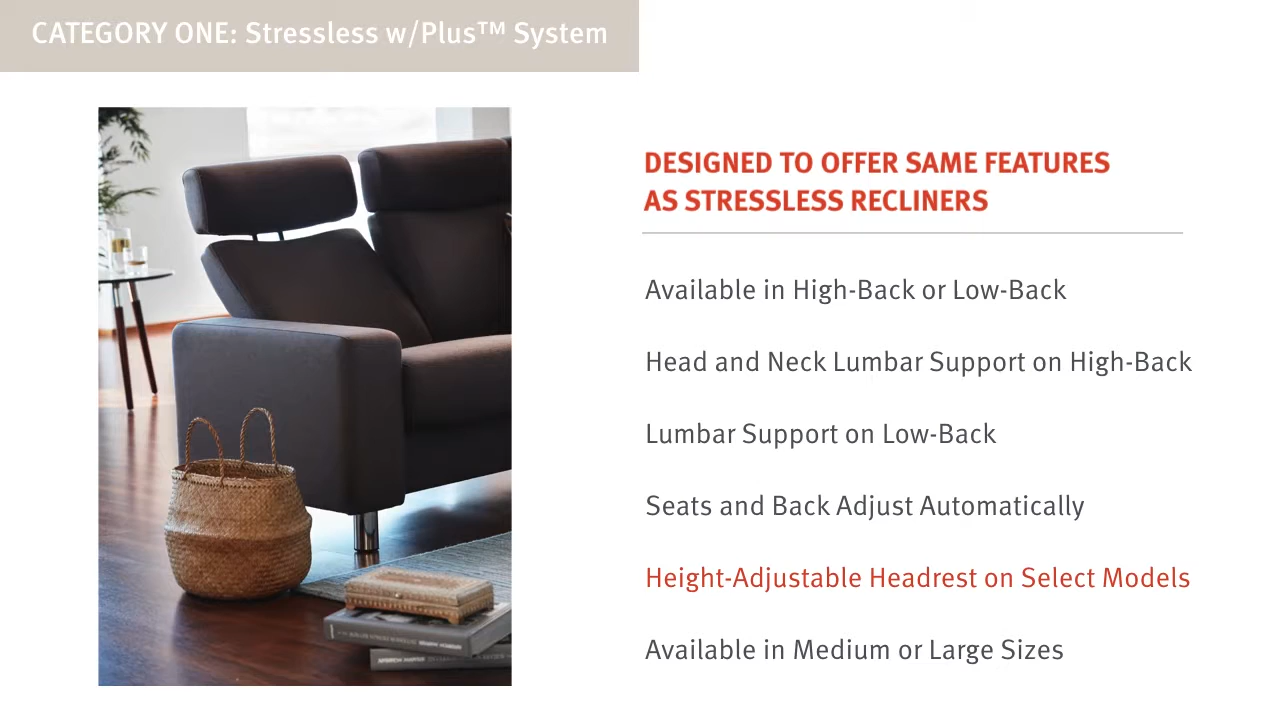 CATEGORY ONE: Stressless w/Plus™ System
DESIGNED TO OFFER SAME FEATURES
AS STRESSLESS RECLINERS
Available in High-Back or Low-Back
Head and Neck Lumbar Support on High-Back
Lumbar Support on Low-Back
Seats and Back Adjust Automatically
Height-Adjustable Headrest on Select Models
Available in Medium or Large Sizes